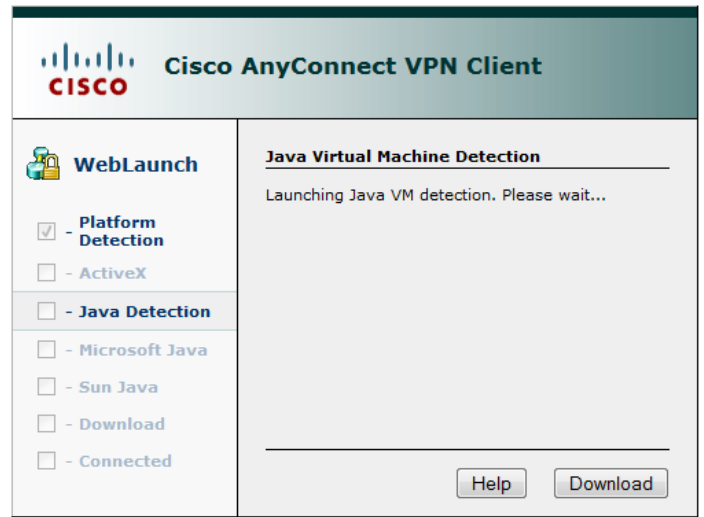 CISCO
Cisco AnyConnect VPN Client
WebLaunch
- Platform
Detection
- ActiveX
- Java Detection
- Microsoft Java
- Sun Java
- Download
- Connected
Java Virtual Machine Detection
Launching Java VM detection. Please wait...
Help
Download